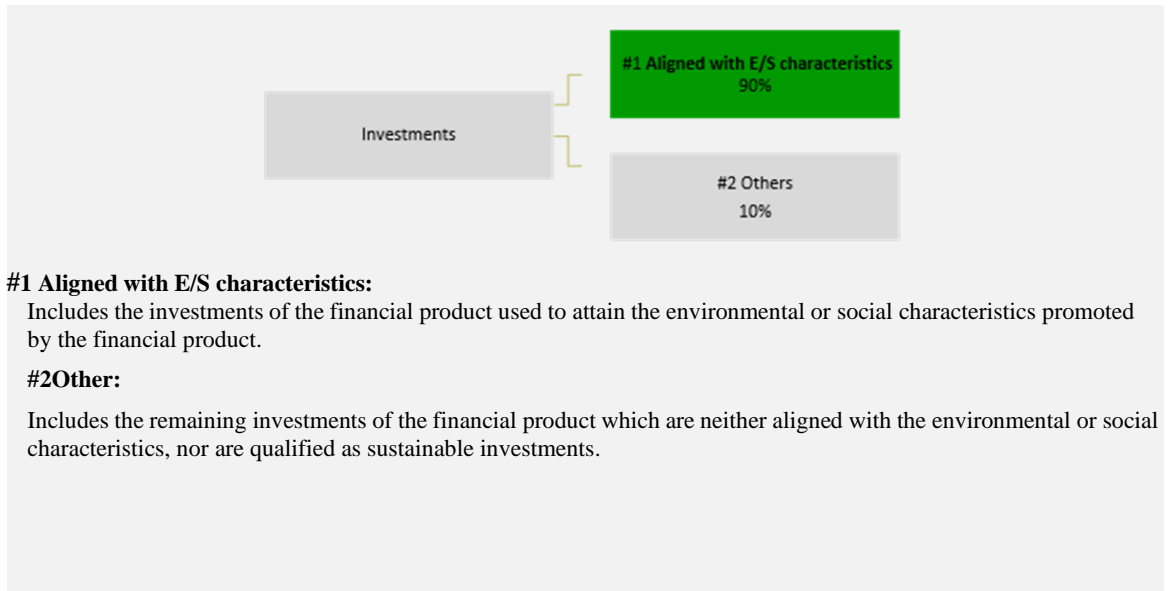 #1 Aligned with E/S characteristics
90%
Investments
#2 Others
10%
#1 Aligned with E/S characteristics:
Includes the investments of the financial product used to attain the environmental or social characteristics promoted
by the financial product.
#2Other:
Includes the remaining investments of the financial product which are neither aligned with the environmental or social
characteristics, nor are qualified as sustainable investments.